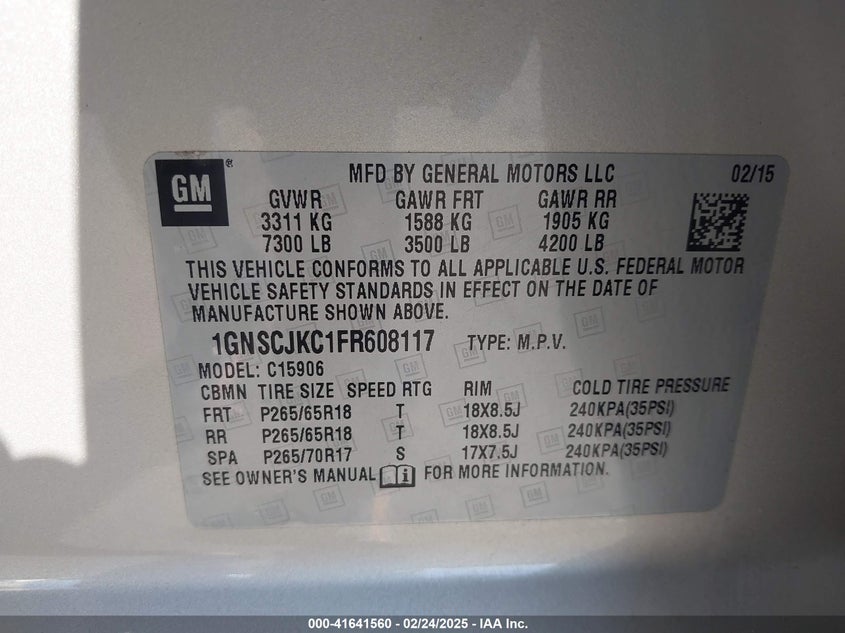 GM ®
MFD BY GENERAL MOTORS LLC 02/15
GVWR GAWR FRT GAWR RR
3311 KG 1588 KG 1905 KG
7300 LB 3500 LB 4200 LB
THIS VEHICLE CONFORMS TO ALL APPLICABLE U.S. FEDERAL MOTOR
VEHICLE SAFETY STANDARDS IN EFFECT ON THE DATE OF
MANUFACTURE SHOWN ABOVE.
1GNSCJKC1FR608117 TYPE: M.P.V.
MODEL: C15906
CBMN TIRE SIZE SPEED RTG RIM COLD TIRE PRESSURE
FRT P265/65R18 T 18X8.5J 240KPA(35PSI)
RR P265/65R18 T 18X8.5J 240KPA(35PSI)
SPA P265/70R17 S 17X7.5J 240KPA(35PSI)
SEE OWNER'S MANUAL i FOR MORE INFORMATION.
000-41641560 / 02/24/2025 - IAA Inc.